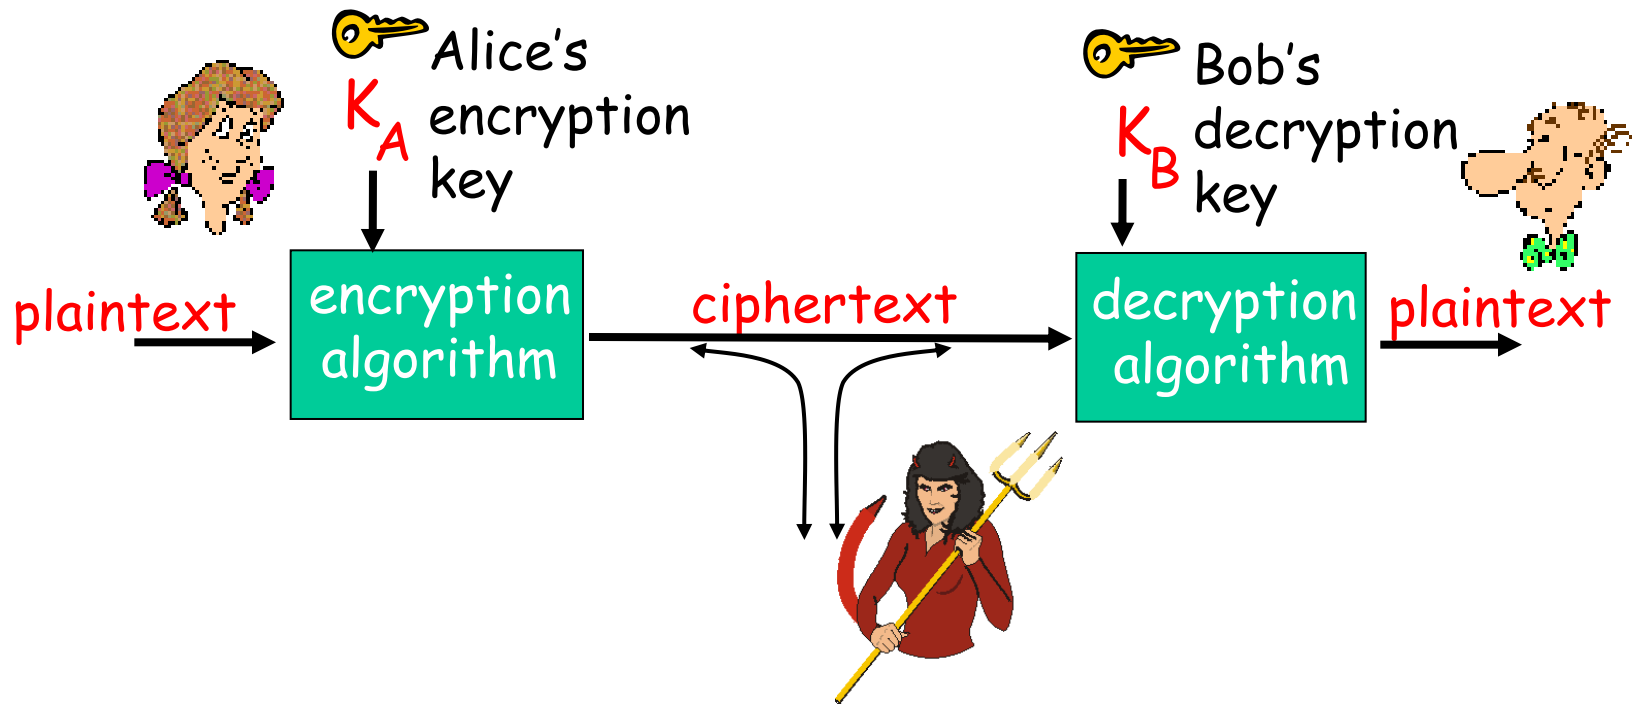 Alice's
encryption
key
K
A
Bob's
decryption
key
K
B
plaintext
encryption
algorithm
ciphertext
decryption
algorithm
plaintext